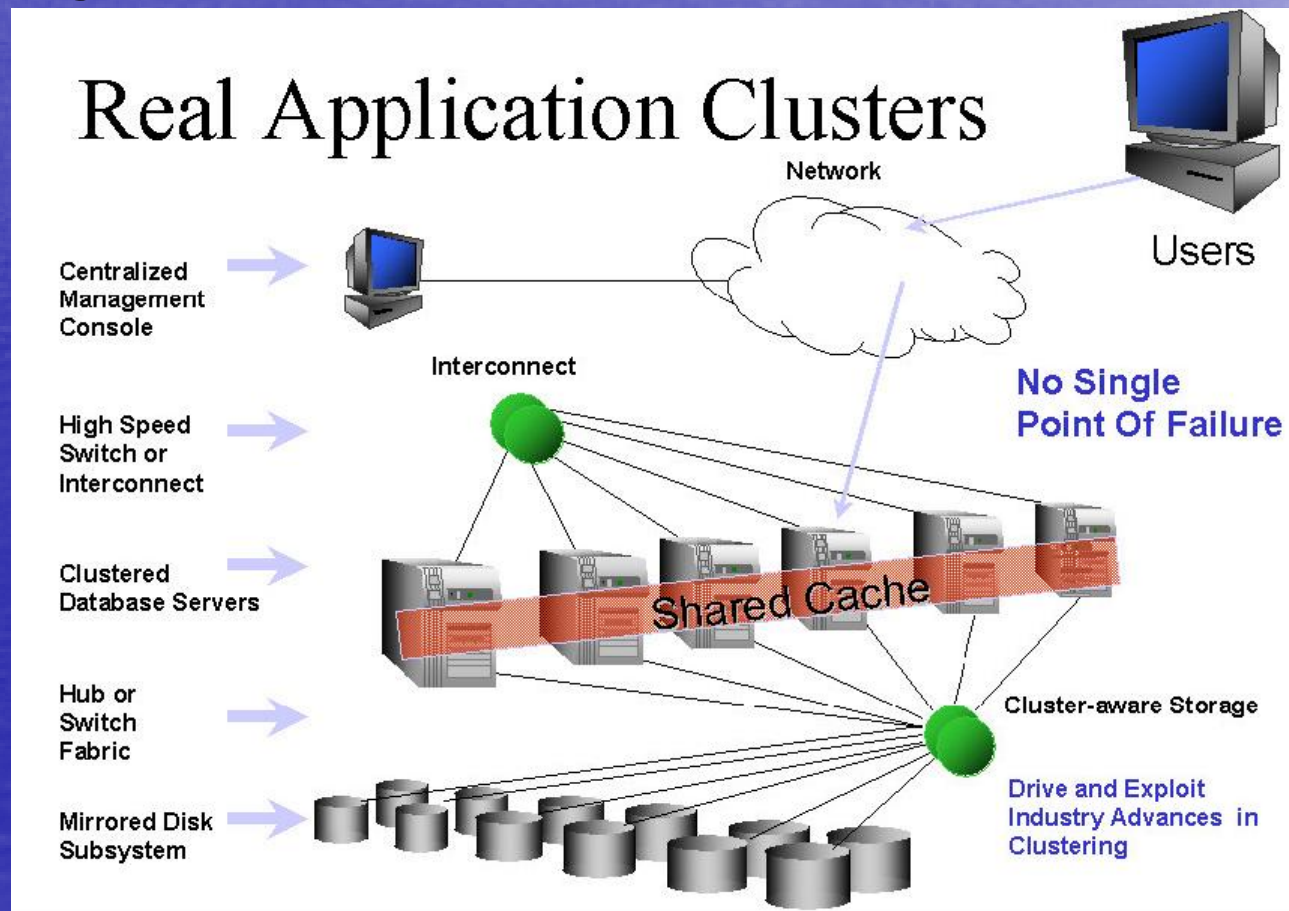 Real Application Clusters
Network
Users
Centralized
Management
Console
Interconnect
No Single
Point Of Failure
High Speed
Switch or
Interconnect
Clustered
Database Servers
Shared Cache
Hub or
Switch
Fabric
Cluster-aware Storage
Drive and Exploit
Industry Advances in
Clustering
Mirrored Disk
Subsystem